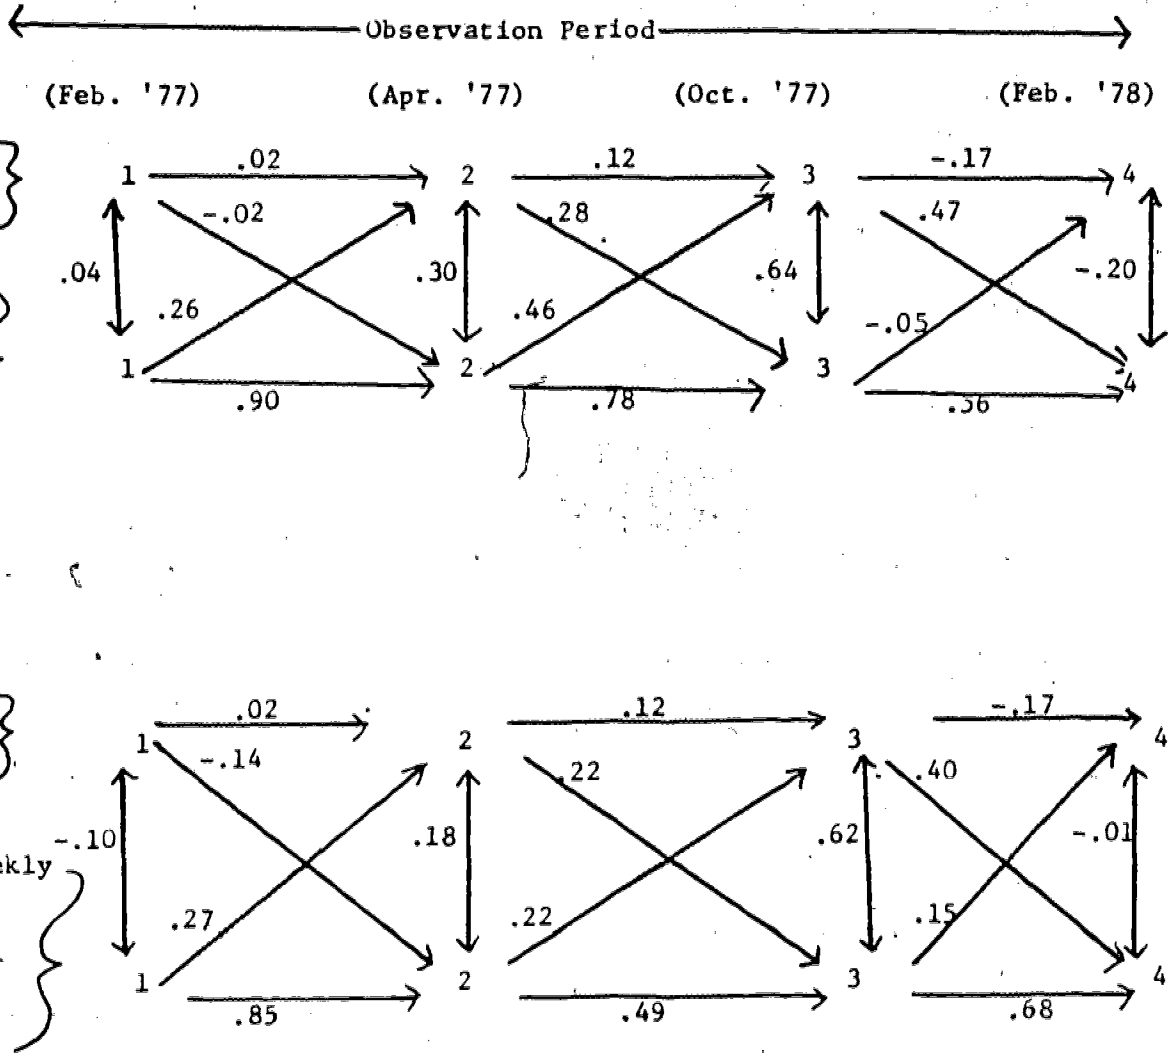 Observation Period
(Feb. '77) (Apr. '77) (Oct. '77) (Feb. '78)
.02 .12 -.17
1 2 3 4
-.02 .28 .47
.04 .30 .64 -.20
.26 .46 -.05
1 2 3 4
.90 .78 .56
.02 .12 -.17
1 2 3 4
-.14 .22 .40
-.10 .18 .62 -.01
ekly
.27 .22 .15
1 2 3 4
.85 .49 .68